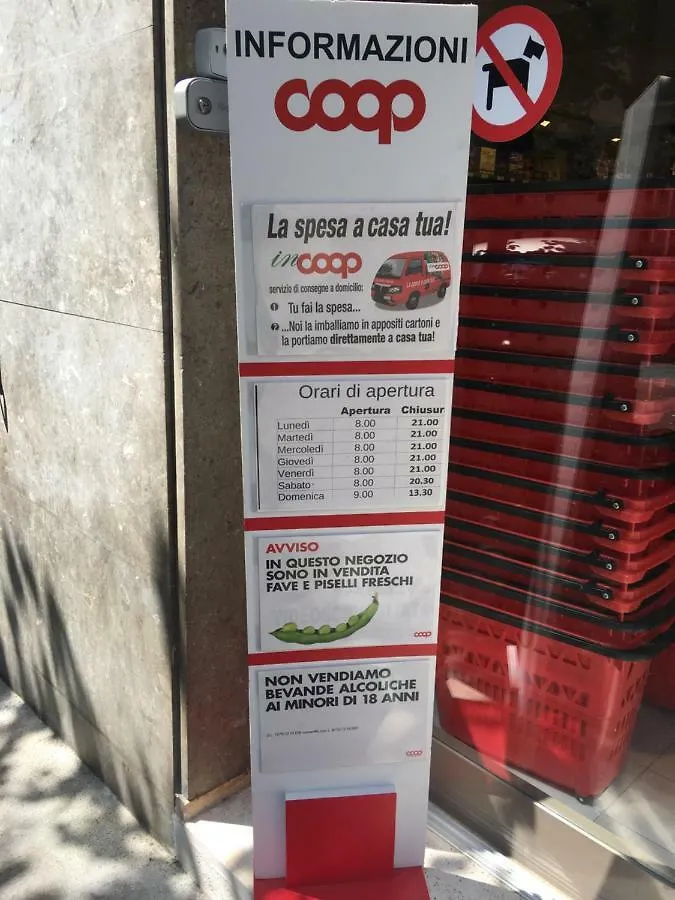 INFORMAZIONI
coop
La spesa a casa tua!
incoop
servizio di consegne a domicilio:
1 Tu fai la spesa...
2 ...Noi la imballiamo in appositi cartoni e
la portiamo direttamente a casa tua!
Orari di apertura
Apertura Chiusur
Lunedì 8.00 21.00
Martedì 8.00 21.00
Mercoledì 8.00 21.00
Giovedì 8.00 21.00
Venerdì 8.00 21.00
Sabato 8.00 20.30
Domenica 9.00 13.30
AVVISO
IN QUESTO NEGOZIO
SONO IN VENDITA
FAVE E PISELLI FRESCHI
coop
NON VENDIAMO
BEVANDE ALCOLICHE
AI MINORI DI 18 ANNI
coop